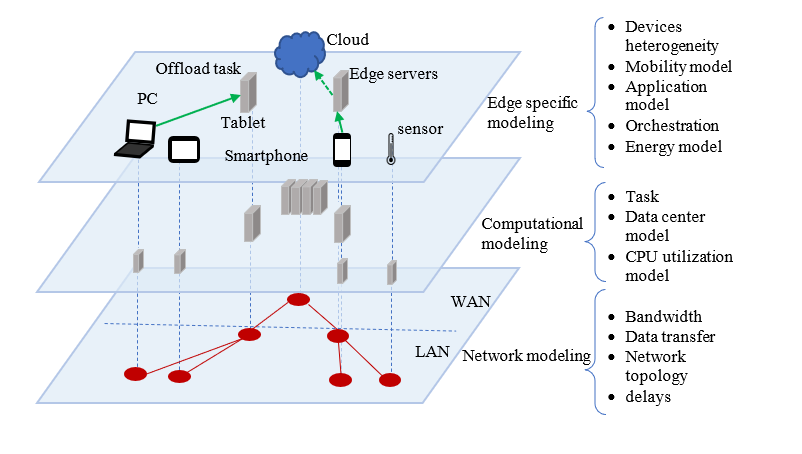 Cloud
Offload task
Edge servers
PC
Tablet
sensor
Smartphone
Edge specific
modeling
• Devices
heterogeneity
• Mobility model
• Application
model
• Orchestration
• Energy model
Computational
modeling
• Task
• Data center
model
• CPU utilization
model
WAN
LAN
Network modeling
• Bandwidth
• Data transfer
• Network
topology
• delays